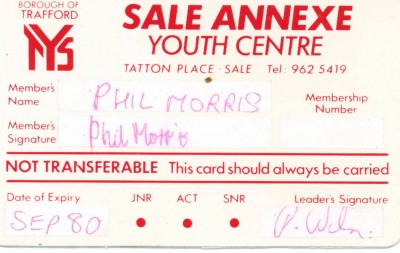 BOROUGH OF
TRAFFORD
SALE ANNEXE
YOUTH CENTRE
TATTON PLACE · SALE Tel: 962 5419
Member's
Name
PHIL MORRIS
Membership
Number
Member's
Signature
Phil Morris
NOT TRANSFERABLE This card should always be carried
Date of Expiry JNR ACT SNR Leader's Signature
SEP 80